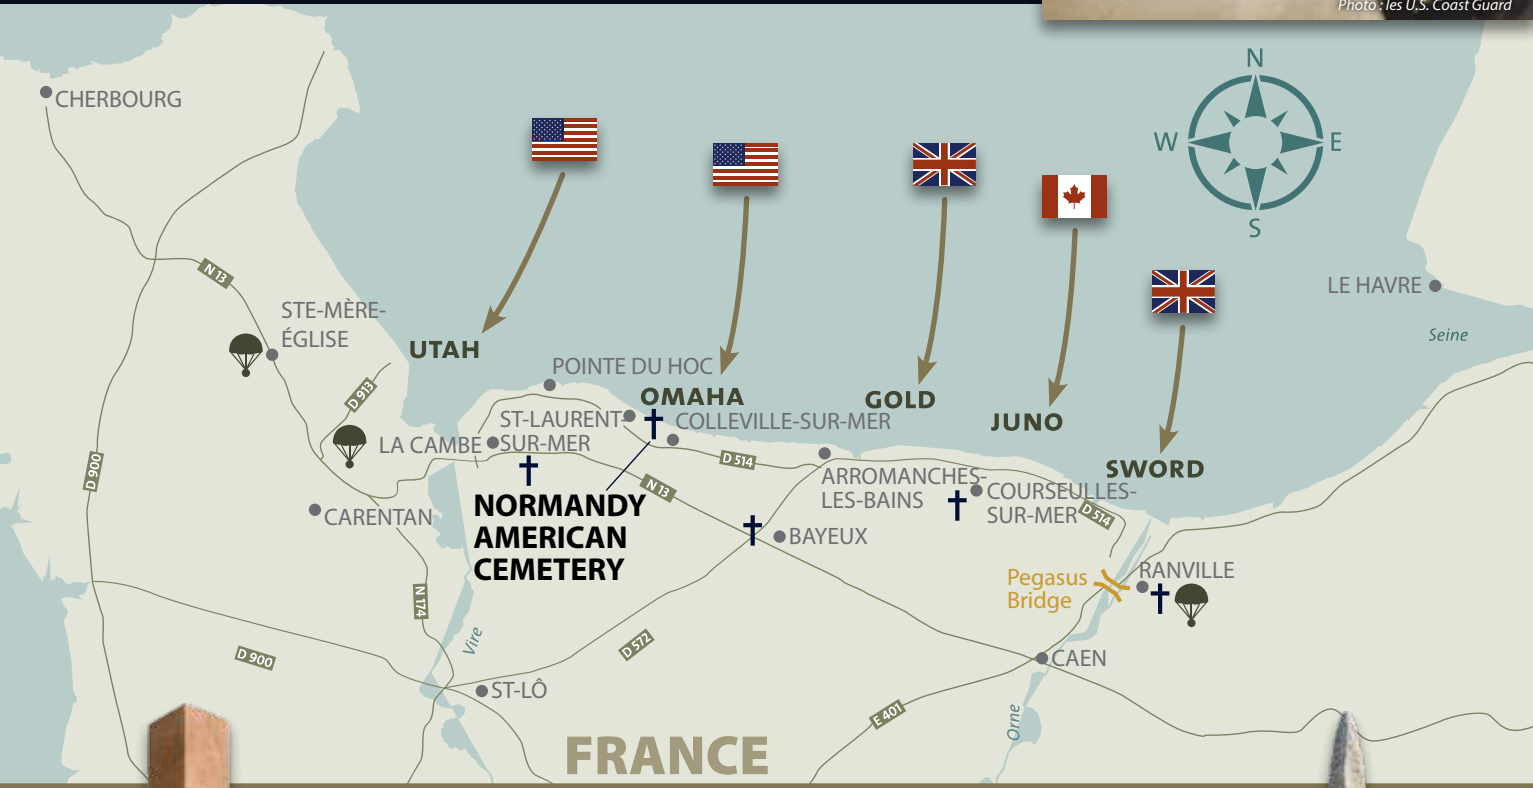 Photo : les U.S. Coast Guard
N
W
E
S
CHERBOURG
N 13
STE-MÈRE-
ÉGLISE
UTAH
LE HAVRE
Seine
POINTE DU HOC
OMAHA
GOLD
JUNO
SWORD
D 913
ST-LAURENT-
SUR-MER
COLLEVILLE-SUR-MER
LA CAMBE
D 900
D 514
ARROMANCHES-
LES-BAINS
COURSEULLES-
SUR-MER
D 514
N 13
CARENTAN
NORMANDY
AMERICAN
CEMETERY
BAYEUX
Pegasus
Bridge
RANVILLE
N 174
Vire
D 572
D 900
CAEN
ST-LÔ
E 401
Orne
FRANCE